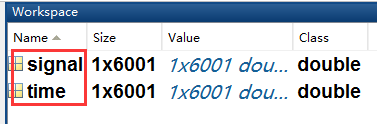 Workspace
Name Size Value Class
signal 1x6001 1x6001 dou... double
time 1x6001 1x6001 dou... double